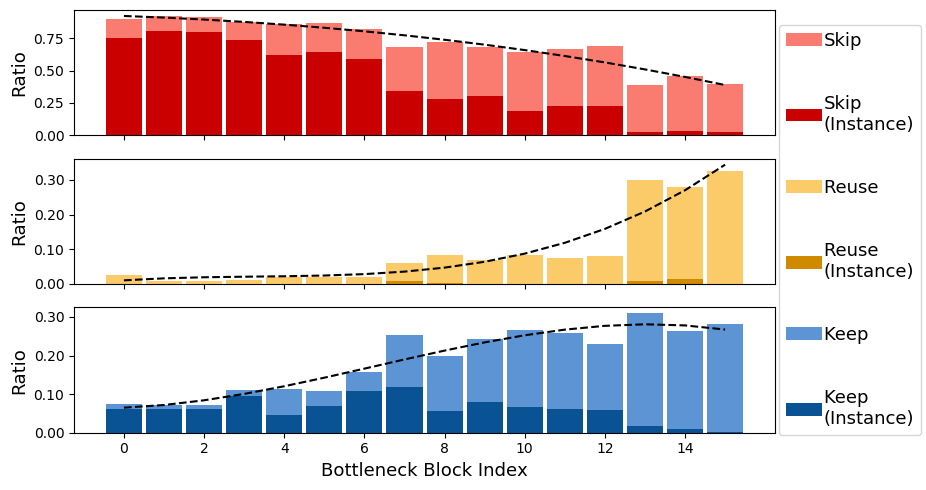 Ratio
0.75
0.50
0.25
0.00
Ratio
0.30
0.20
0.10
0.00
Ratio
0.30
0.20
0.10
0.00
0 2 4 6 8 10 12 14
Bottleneck Block Index
Skip
Skip
(Instance)
Reuse
Reuse
(Instance)
Keep
Keep
(Instance)